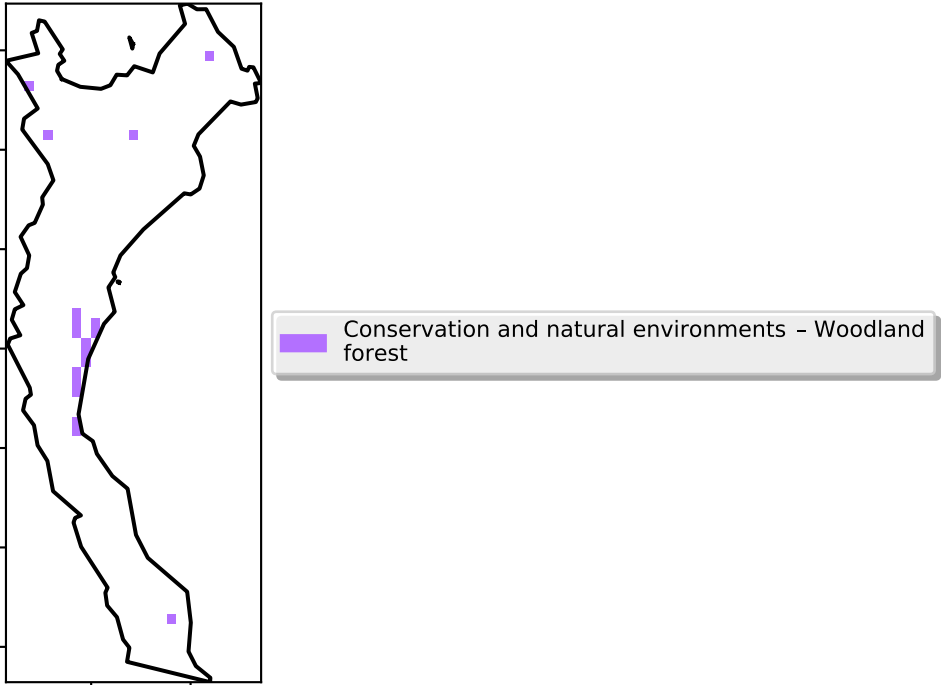 Conservation and natural environments – Woodland
forest